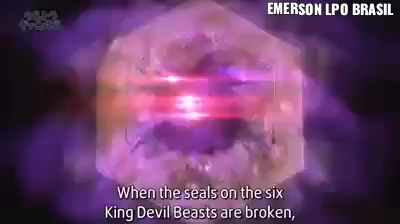 EMERSON LPO BRASIL
When the seals on the six
King Devil Beasts are broken,